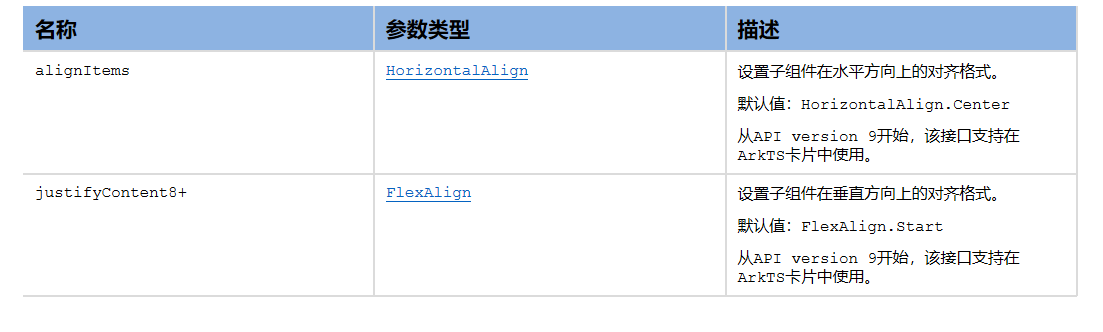 名称 参数类型 描述
alignItems HorizontalAlign 设置子组件在水平方向上的对齐格式。
默认值：HorizontalAlign.Center
从API version 9开始，该接口支持在
ArkTS卡片中使用。
justifyContent8+ FlexAlign 设置子组件在垂直方向上的对齐格式。
默认值：FlexAlign.Start
从API version 9开始，该接口支持在
ArkTS卡片中使用。